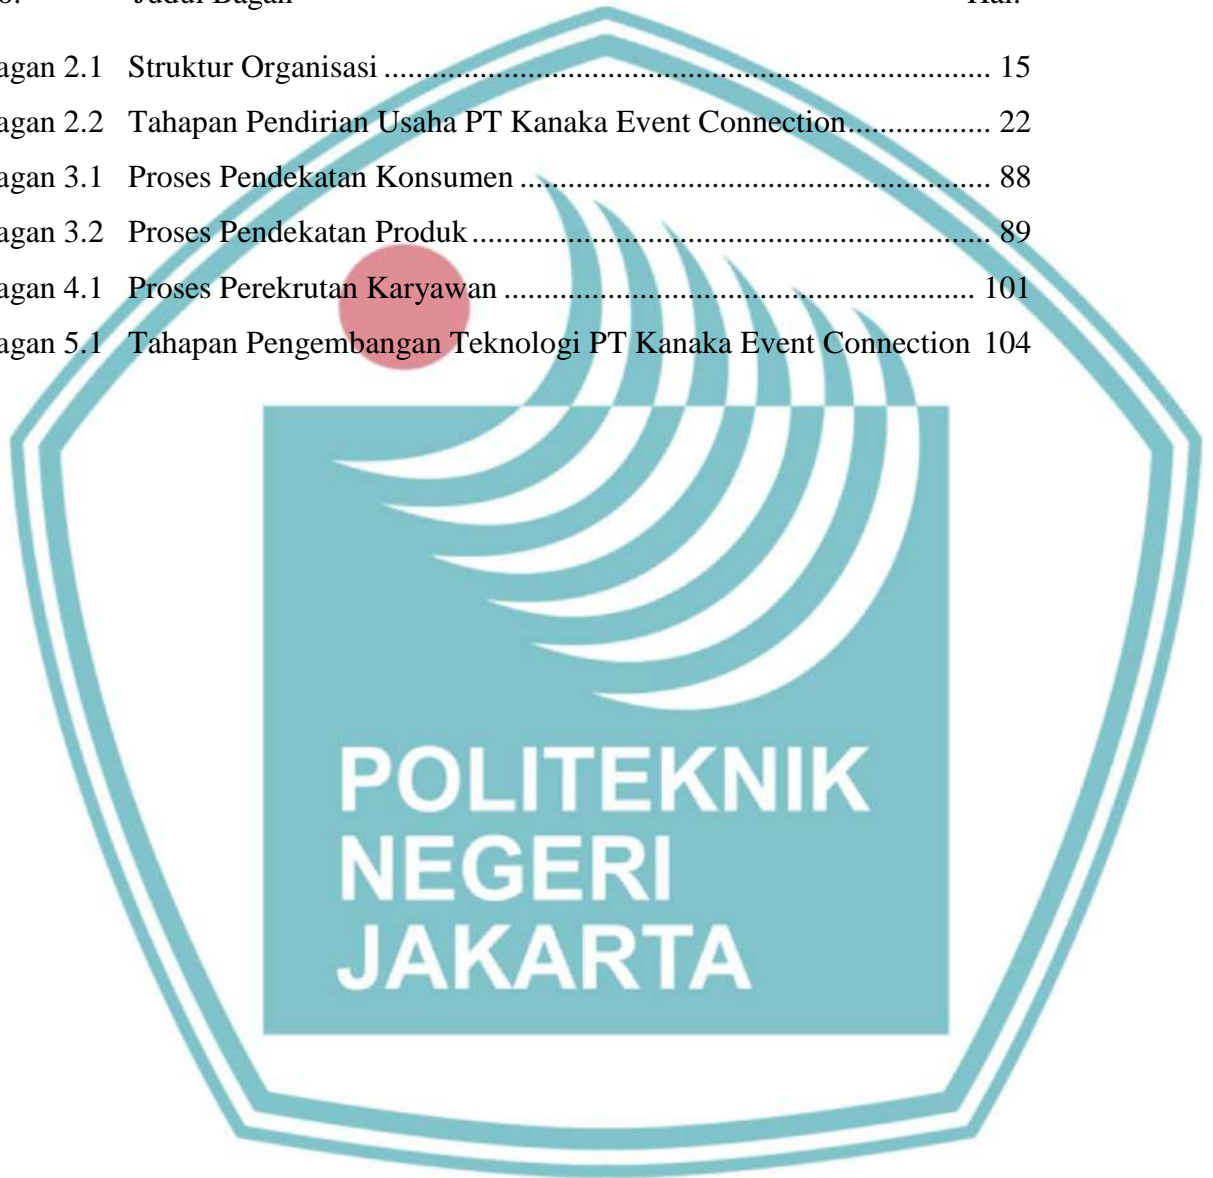 Judul Bagan Hal.
agan 2.1 Struktur Organisasi ............................................................................ 15
agan 2.2 Tahapan Pendirian Usaha PT Kanaka Event Connection.................. 22
agan 3.1 Proses Pendekatan Konsumen ........................................................... 88
agan 3.2 Proses Pendekatan Produk ................................................................. 89
agan 4.1 Proses Perekrutan Karyawan ........................................................... 101
agan 5.1 Tahapan Pengembangan Teknologi PT Kanaka Event Connection 104
POLITEKNIK
NEGERI
JAKARTA